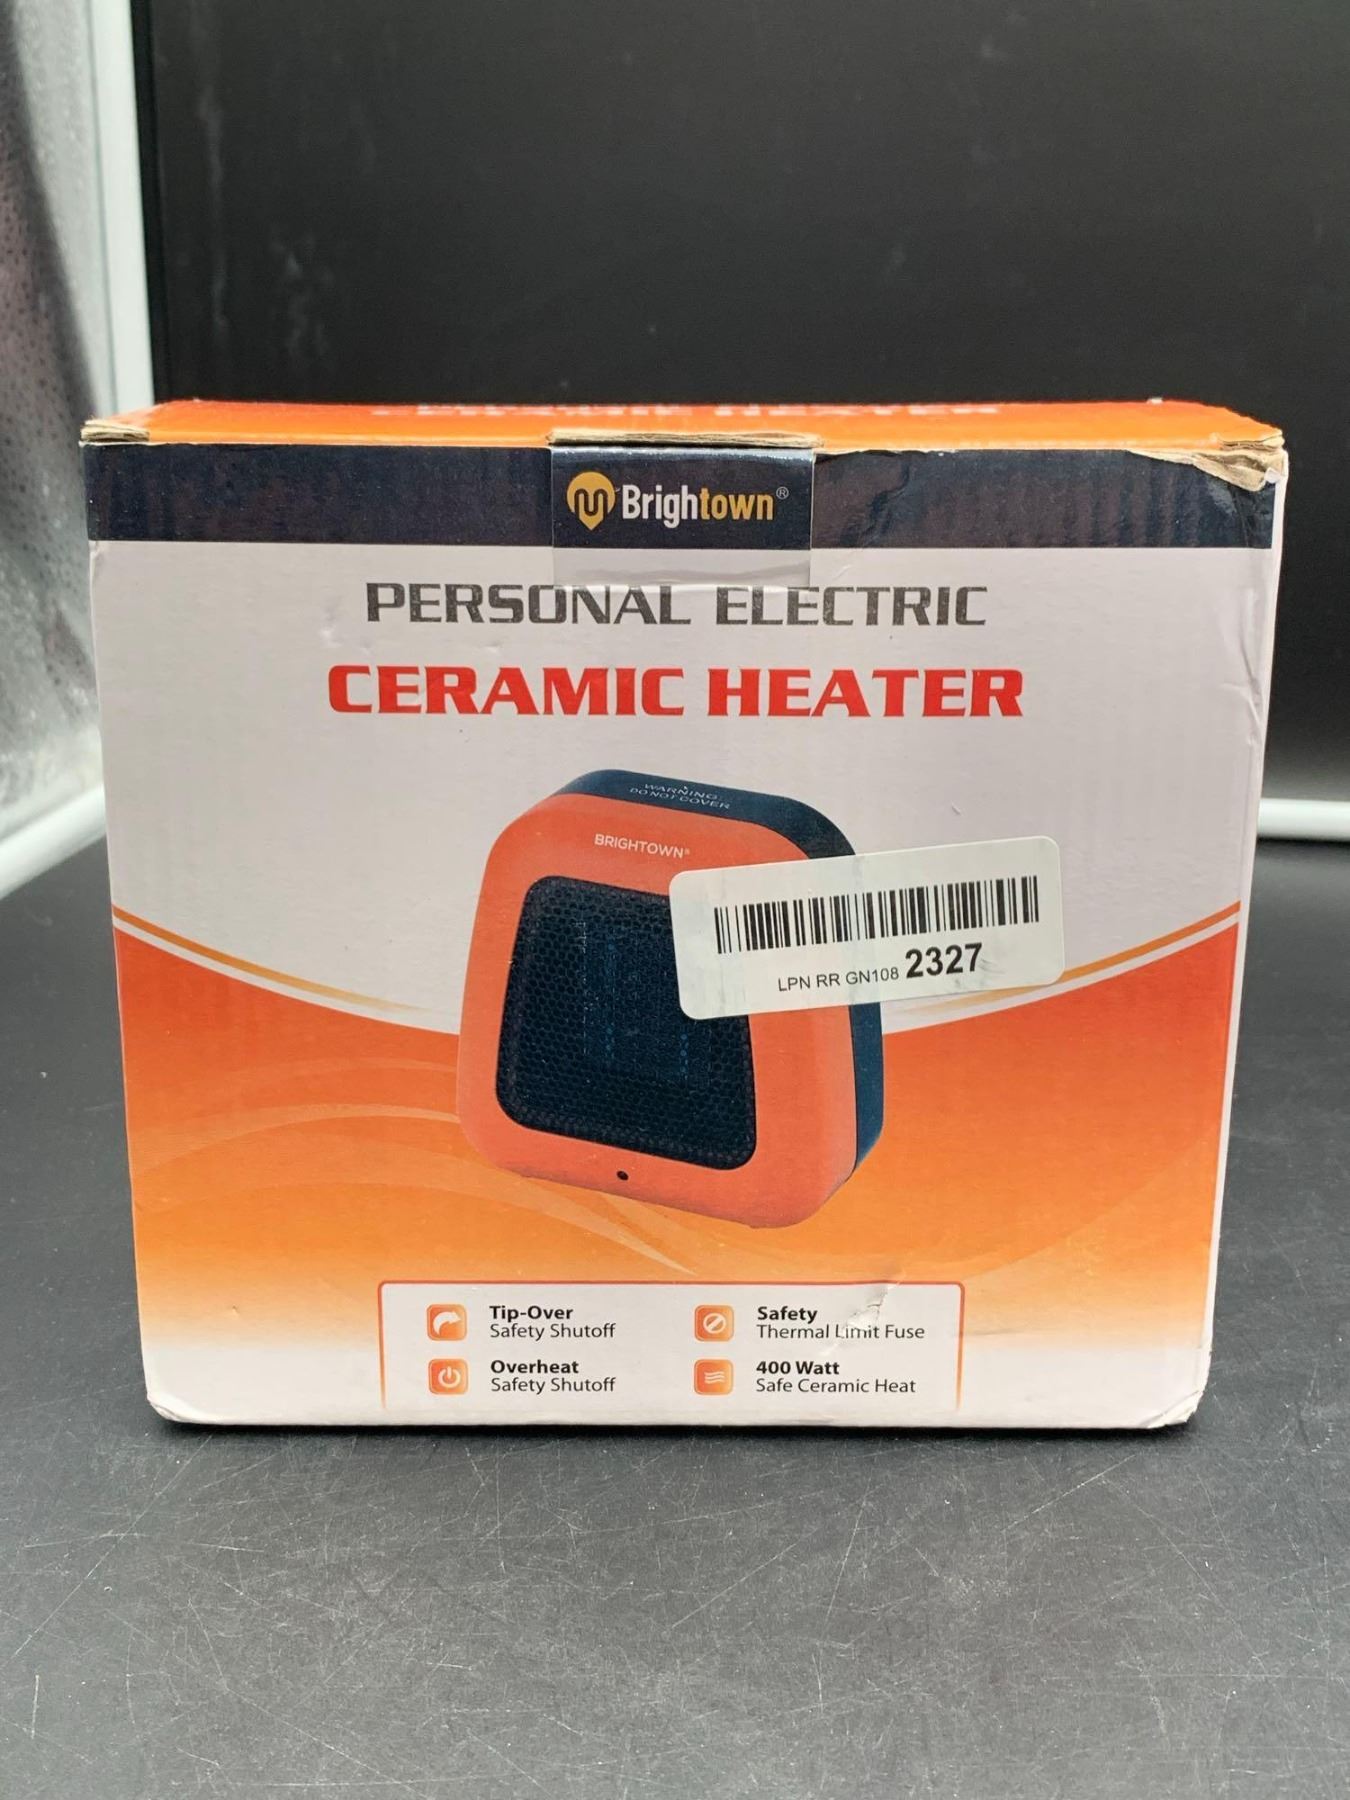 CERAMIC HEATER
Brightown®
PERSONAL ELECTRIC
CERAMIC HEATER
WARNING:
DO NOT COVER
BRIGHTOWN®
LPN RR GN108 2327
Tip-Over
Safety Shutoff
Safety
Thermal Limit Fuse
Overheat
Safety Shutoff
400 Watt
Safe Ceramic Heat